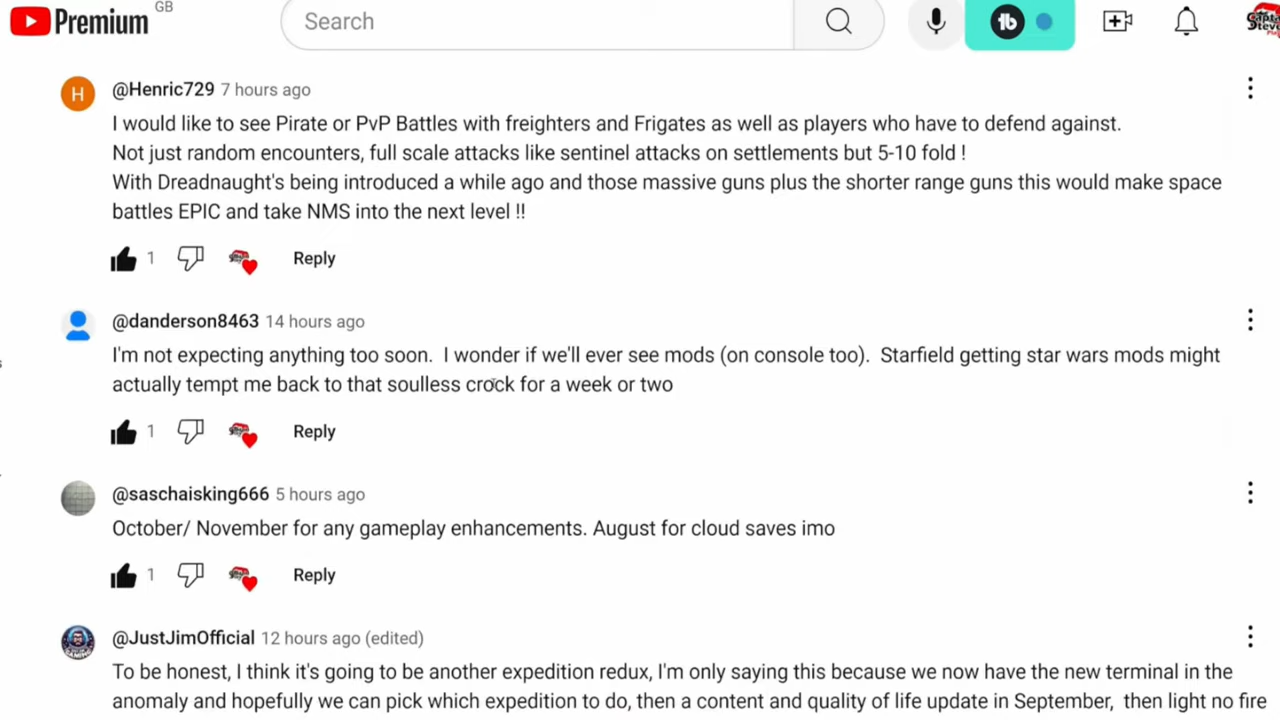 Premium GB
Search
@Henric729 7 hours ago
I would like to see Pirate or PvP Battles with freighters and Frigates as well as players who have to defend against.
Not just random encounters, full scale attacks like sentinel attacks on settlements but 5-10 fold !
With Dreadnaught's being introduced a while ago and those massive guns plus the shorter range guns this would make space
battles EPIC and take NMS into the next level !!
1 Reply
@danderson8463 14 hours ago
I'm not expecting anything too soon. I wonder if we'll ever see mods (on console too). Starfield getting star wars mods might
actually tempt me back to that soulless crock for a week or two
1 Reply
@saschaisking666 5 hours ago
October/ November for any gameplay enhancements. August for cloud saves imo
1 Reply
@JustJimOfficial 12 hours ago (edited)
To be honest, I think it's going to be another expedition redux, I'm only saying this because we now have the new terminal in the
anomaly and hopefully we can pick which expedition to do, then a content and quality of life update in September, then light no fire